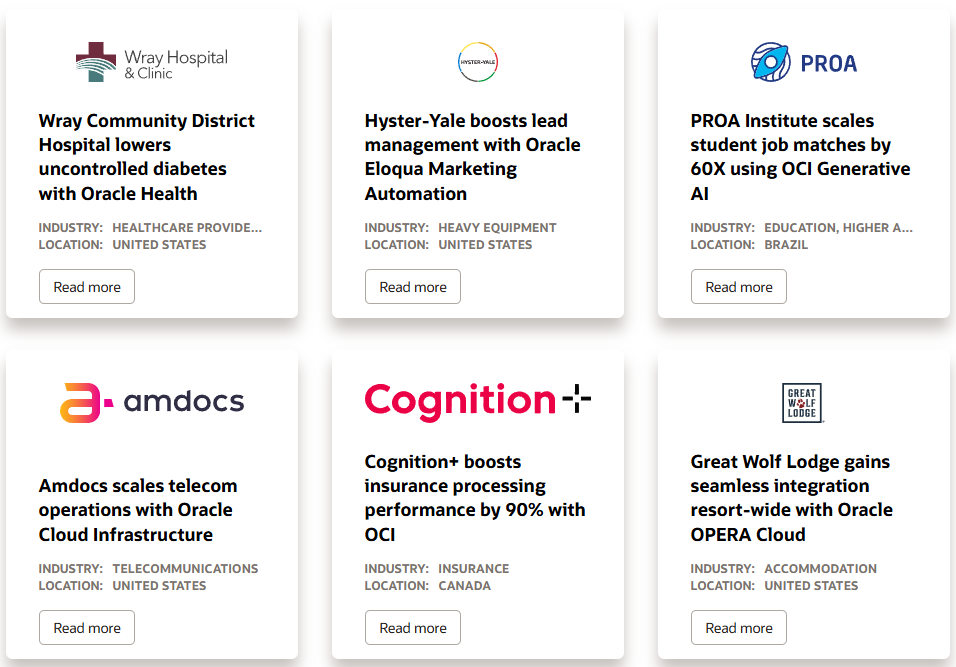 Wray Hospital
& Clinic
Wray Community District
Hospital lowers
uncontrolled diabetes
with Oracle Health
INDUSTRY: HEALTHCARE PROVIDE...
LOCATION: UNITED STATES
Read more
HYSTER-YALE
Hyster-Yale boosts lead
management with Oracle
Eloqua Marketing
Automation
INDUSTRY: HEAVY EQUIPMENT
LOCATION: UNITED STATES
Read more
PROA
PROA Institute scales
student job matches by
60X using OCI Generative
AI
INDUSTRY: EDUCATION, HIGHER A...
LOCATION: BRAZIL
Read more
amdocs
Amdocs scales telecom
operations with Oracle
Cloud Infrastructure
INDUSTRY: TELECOMMUNICATIONS
LOCATION: UNITED STATES
Read more
Cognition+
Cognition+ boosts
insurance processing
performance by 90% with
OCI
INDUSTRY: INSURANCE
LOCATION: CANADA
Read more
GREAT
WOLF
LODGE
Great Wolf Lodge gains
seamless integration
resort-wide with Oracle
OPERA Cloud
INDUSTRY: ACCOMMODATION
LOCATION: UNITED STATES
Read more